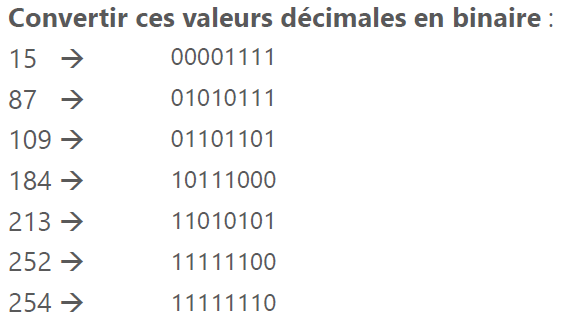 Convertir ces valeurs décimales en binaire :
15 → 00001111
87 → 01010111
109 → 01101101
184 → 10111000
213 → 11010101
252 → 11111100
254 → 11111110